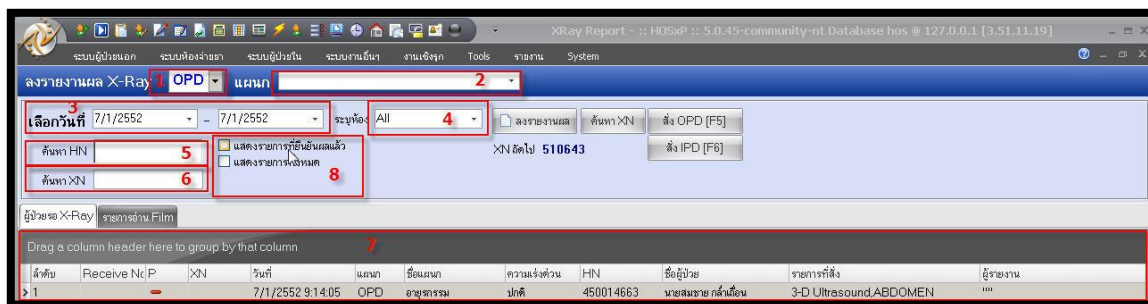 XRay Report - :: HOSxP :: 5.0.45-community-nt Database hos @ 127.0.0.1 [3.51.11.19]
ระบบผู้ป่วยนอก ระบบห้องจ่ายยา ระบบผู้ป่วยใน ระบบงานอื่นๆ งานเชิงรุก Tools รายงาน System
ลงรายงานผล X-Ray 1 OPD แผนก 2
3
เลือกวันที่ 7/1/2552 - 7/1/2552 ระบุห้อง All 4 ลงรายงานผล ค้นหา XN สั่ง OPD [F5]
ค้นหา HN 5 แสดงรายการที่ยืนยันผลแล้ว XN ถัดไป 510643 สั่ง IPD [F6]
แสดงรายการทั้งหมด
ค้นหา XN 6 8
ผู้ป่วยรอ X-Ray รายการอ่าน Film
Drag a column header here to group by that column 7
ลำดับ Receive No P XN วันที่ แผนก ชื่อแผนก ความเร่งด่วน HN ชื่อผู้ป่วย รายการที่สั่ง ผู้รายงาน
1 7/1/2552 9:14:05 OPD อายุรกรรม ปกติ 450014663 นายสมชาย กล่ำเถื่อน 3-D Ultrasound,ABDOMEN ""